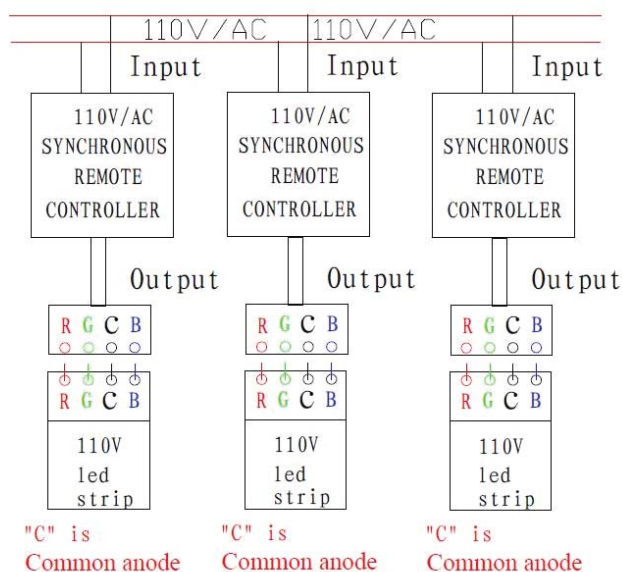 110V/AC 110V/AC
Input Input Input
110V/AC 110V/AC 110V/AC
SYNCHRONOUS SYNCHRONOUS SYNCHRONOUS
REMOTE REMOTE REMOTE
CONTROLLER CONTROLLER CONTROLLER
Output Output Output
R G C B R G C B R G C B
R G C B R G C B R G C B
110V 110V 110V
led led led
strip strip strip
"C" is "C" is "C" is
Common anode Common anode Common anode